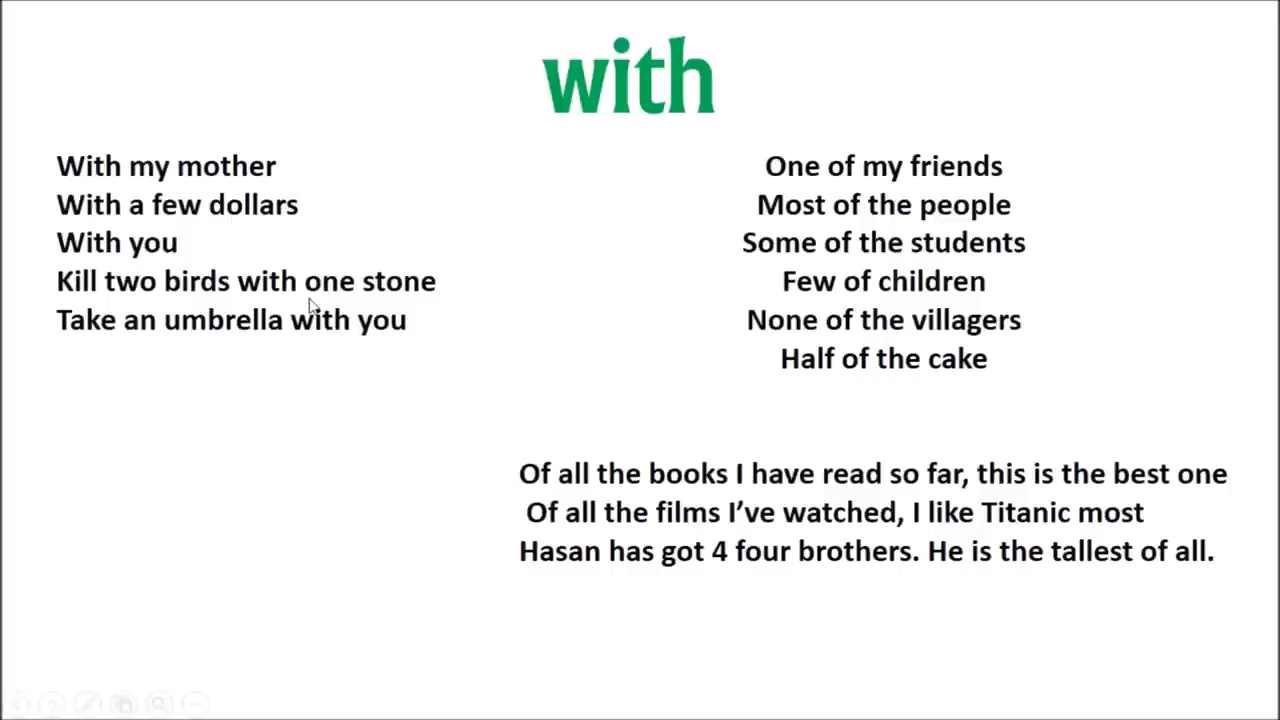 with
With my mother
With a few dollars
With you
Kill two birds with one stone
Take an umbrella with you
One of my friends
Most of the people
Some of the students
Few of children
None of the villagers
Half of the cake
Of all the books I have read so far, this is the best one
Of all the films I’ve watched, I like Titanic most
Hasan has got 4 four brothers. He is the tallest of all.